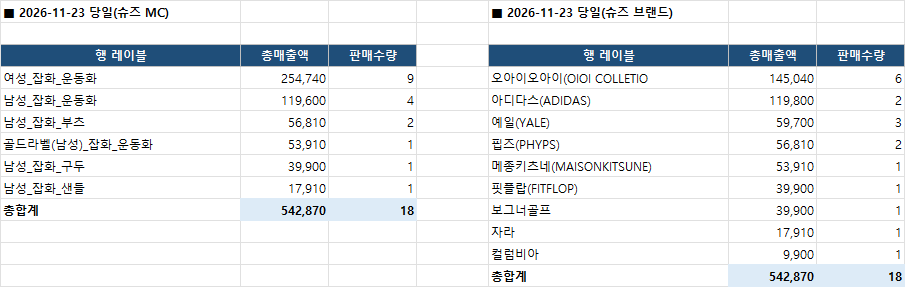 ■ 2026-11-23 당일(슈즈 MC)
행 레이블 총매출액 판매수량
여성_잡화_운동화 254,740 9
남성_잡화_운동화 119,600 4
남성_잡화_부츠 56,810 2
골드라벨(남성)_잡화_운동화 53,910 1
남성_잡화_구두 39,900 1
남성_잡화_샌들 17,910 1
총합계 542,870 18
■ 2026-11-23 당일(슈즈 브랜드)
행 레이블 총매출액 판매수량
오아이오아이(OIOI COLLETIO 145,040 6
아디다스(ADIDAS) 119,800 2
예일(YALE) 59,700 3
핍즈(PHYPS) 56,810 2
메종키츠네(MAISONKITSUNE) 53,910 1
핏플랍(FITFLOP) 39,900 1
보그너골프 39,900 1
자라 17,910 1
컬럼비아 9,900 1
총합계 542,870 18